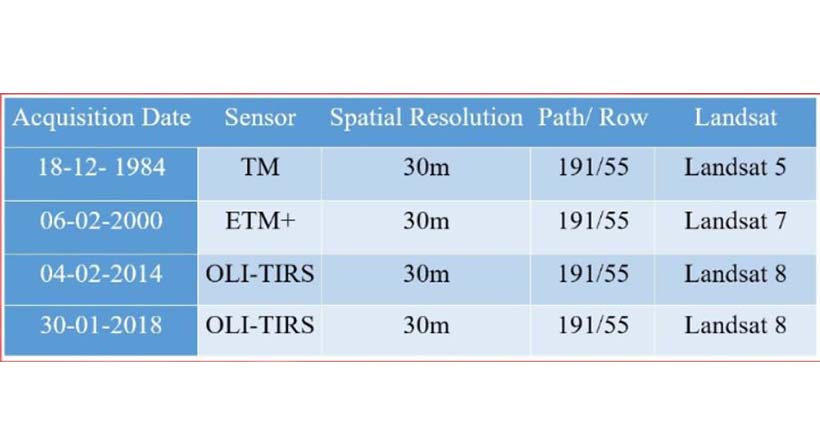 Acquisition Date Sensor Spatial Resolution Path/ Row Landsat
18-12- 1984 TM 30m 191/55 Landsat 5
06-02-2000 ETM+ 30m 191/55 Landsat 7
04-02-2014 OLI-TIRS 30m 191/55 Landsat 8
30-01-2018 OLI-TIRS 30m 191/55 Landsat 8